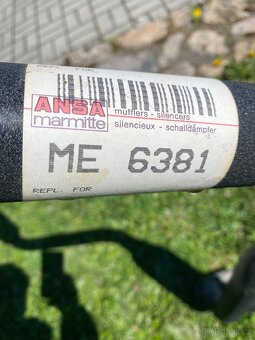 REPL. FOR
ANSA
marmitte
mufflers - silencers
silencieux - schalldämpfer
ME 6381
REPL. FOR